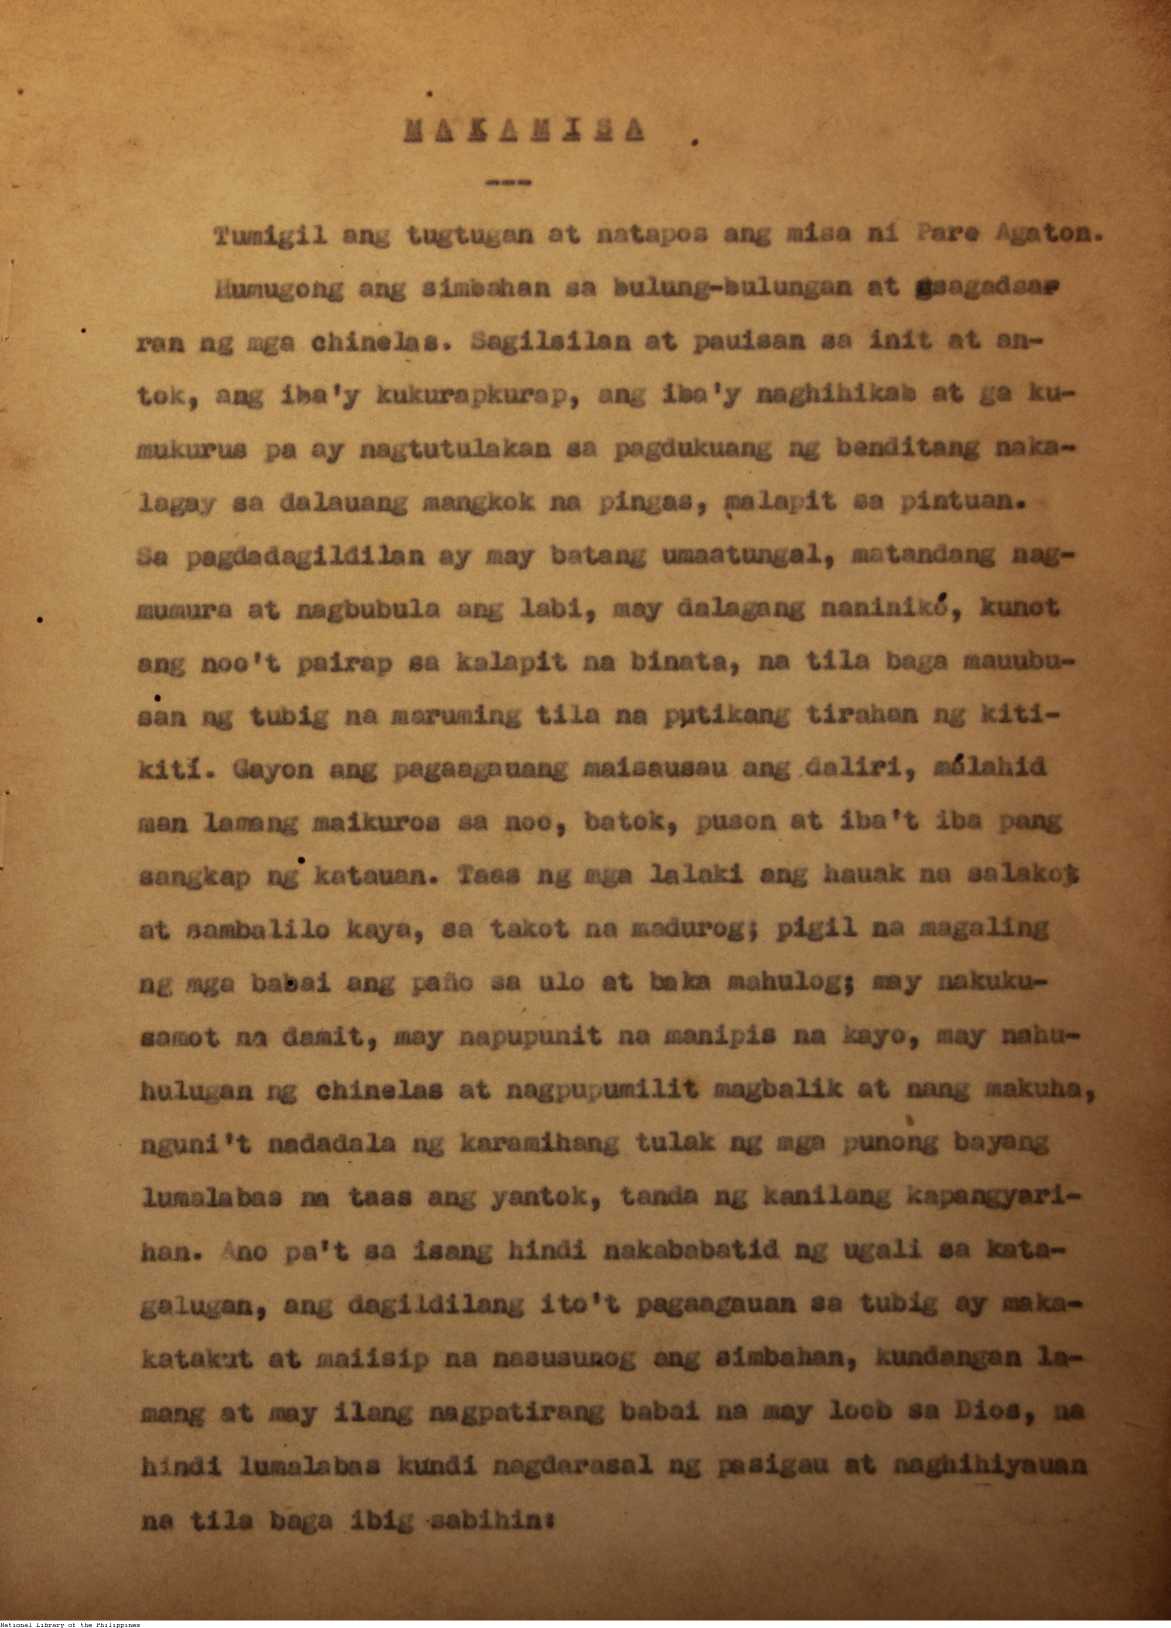 MAKAMISA
---
Tumigil ang tugtugan at natapos ang misa ni Pare Agaton.
Humugong ang simbahan sa bulung-bulungan at gsagadsar
ran ng mga chinelas. Sagilsilan at pauisan sa init at an-
tok, ang iba'y kukurapkurap, ang iba'y naghihikab at ga ku-
mukurus pa ay nagtutulakan sa pagdukuang ng benditang naka-
lagay sa dalauang mangkok na pingas, malapit sa pintuan.
Sa pagdadagildilan ay may batang umaatungal, matandang nag-
mumura at nagbubula ang labi, may dalagang naninikó, kunot
ang noo't pairap sa kalapit na binata, na tila baga mauubu-
san ng tubig na maruming tila na putikang tirahan ng kiti-
kití. Gayon ang pagaagauang maisausau ang daliri, málahid
man lamang maikuros sa noo, batok, puson at iba't iba pang
sangkap ng katauan. Taas ng mga lalaki ang hauak na salakot
at sambalilo kaya, sa takot na madurog; pigil na magaling
ng mga babai ang paño sa ulo at baka mahulog; may nakuku-
samot na damit, may napupunit na manipis na kayo, may nahu-
hulugan ng chinelas at nagpupumilit magbalik at nang makuha,
nguni't nadadala ng karamihang tulak ng mga punong bayang
lumalabas na taas ang yantok, tanda ng kanilang kapangyari-
han. Ano pa't sa isang hindi nakababatid ng ugali sa kata-
galugan, ang dagildilang ito't pagaagauan sa tubig ay maka-
katakut at maiisip na nasusunog ang simbahan, kundangan la-
mang at may ilang nagpatirang babai na may loob sa Dios, na
hindi lumalabas kundi nagdarasal ng pasigau at naghihiyauan
na tila baga ibig sabihin:
National Library of the Philippines